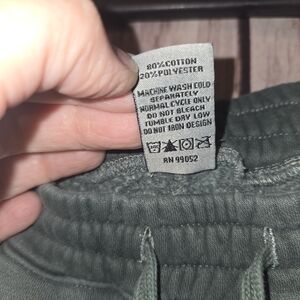 80%COTTON
20%POLYESTER
MACHINE WASH COLD
SEPARATELY
NORMAL CYCLE ONLY
DO NOT BLEACH
TUMBLE DRY LOW
DO NOT IRON DESIGN
RN 99052